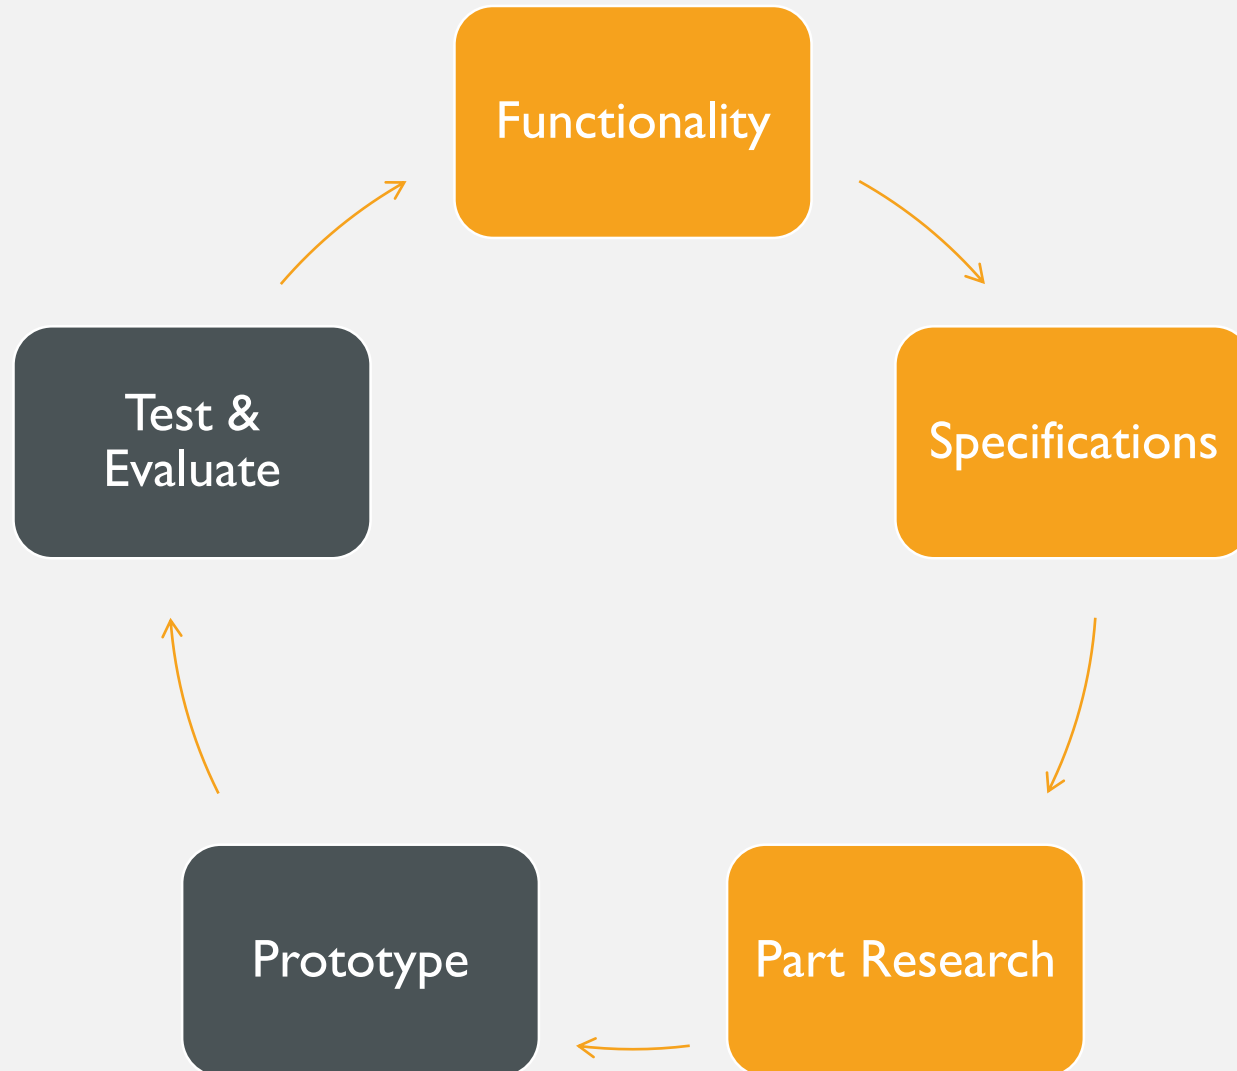 Functionality
Test &
Evaluate
Specifications
Prototype
Part Research